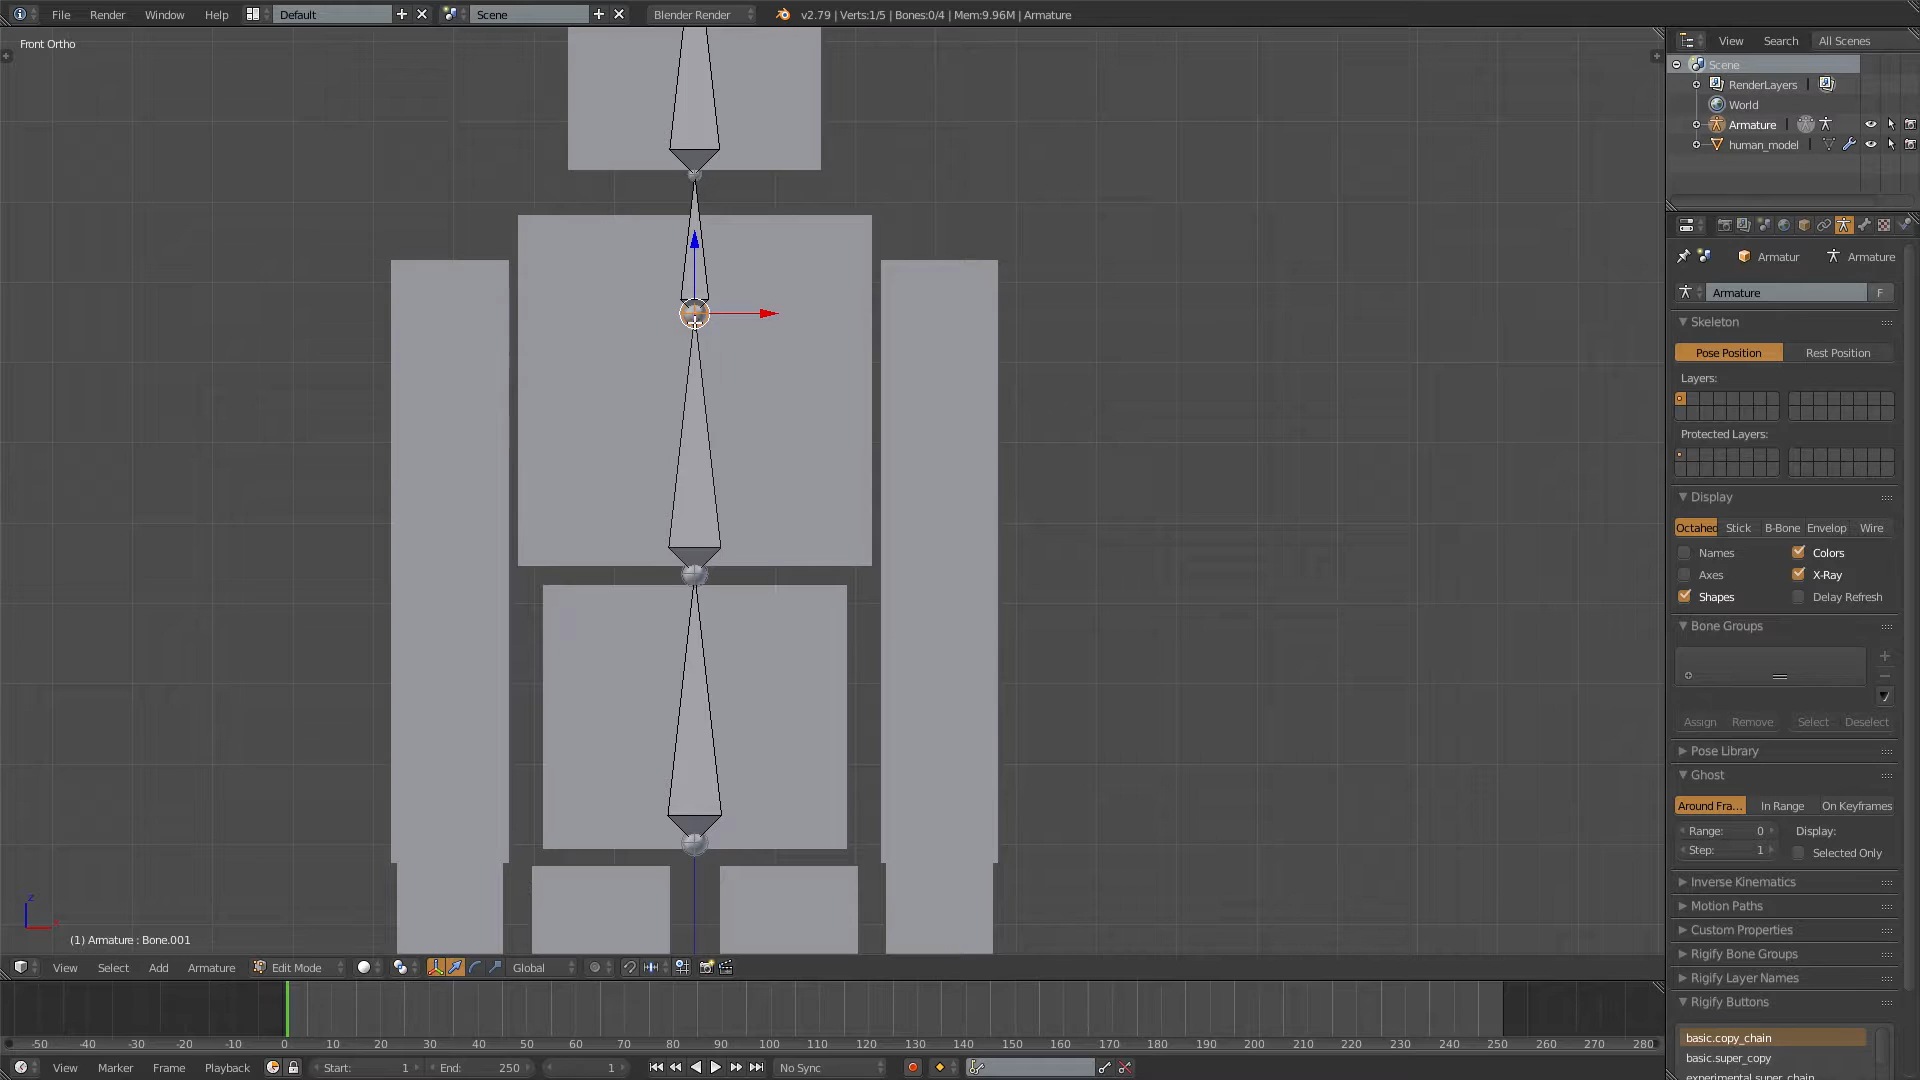 File Render Window Help Default Scene Blender Render v2.79 | Verts:1/5 | Bones:0/4 | Mem:9.96M | Armature
Front Ortho
View Search All Scenes
Scene
RenderLayers |
World
Armature |
human_model |
Armatur Armature
Armature F
Skeleton
Pose Position Rest Position
Layers:
Protected Layers:
Display
Octahed Stick B-Bone Envelop Wire
Names Colors
Axes X-Ray
Shapes Delay Refresh
Bone Groups
Assign Remove Select Deselect
Pose Library
Ghost
Around Fra... In Range On Keyframes
Range: 0 Display:
Step: 1 Selected Only
Inverse Kinematics
Motion Paths
Custom Properties
Rigify Bone Groups
Rigify Layer Names
Rigify Buttons
basic.copy_chain
basic.super_copy
experimental.super_chain
z
(1) Armature : Bone.001
View Select Add Armature Edit Mode Global
-50 -40 -30 -20 -10 0 10 20 30 40 50 60 70 80 90 100 110 120 130 140 150 160 170 180 190 200 210 220 230 240 250 260 270 280
View Marker Frame Playback Start: 1 End: 250 1 No Sync